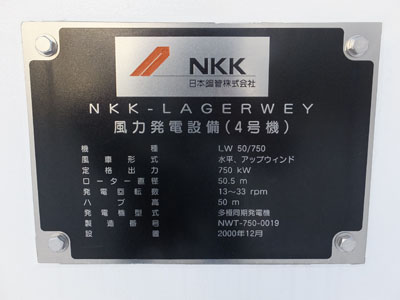 NKK
日本鋼管株式会社
NKK-LAGERWEY
風力発電設備(4号機)
機種 LW 50/750
風車形式 水平、アップウィンド
定格出力 750 kW
ローター直径 50.5 m
発電回転数 13〜33 rpm
ハブ高 50 m
発電機型式 多極同期発電機
製造番号 NWT-750-0019
設置 2000年12月